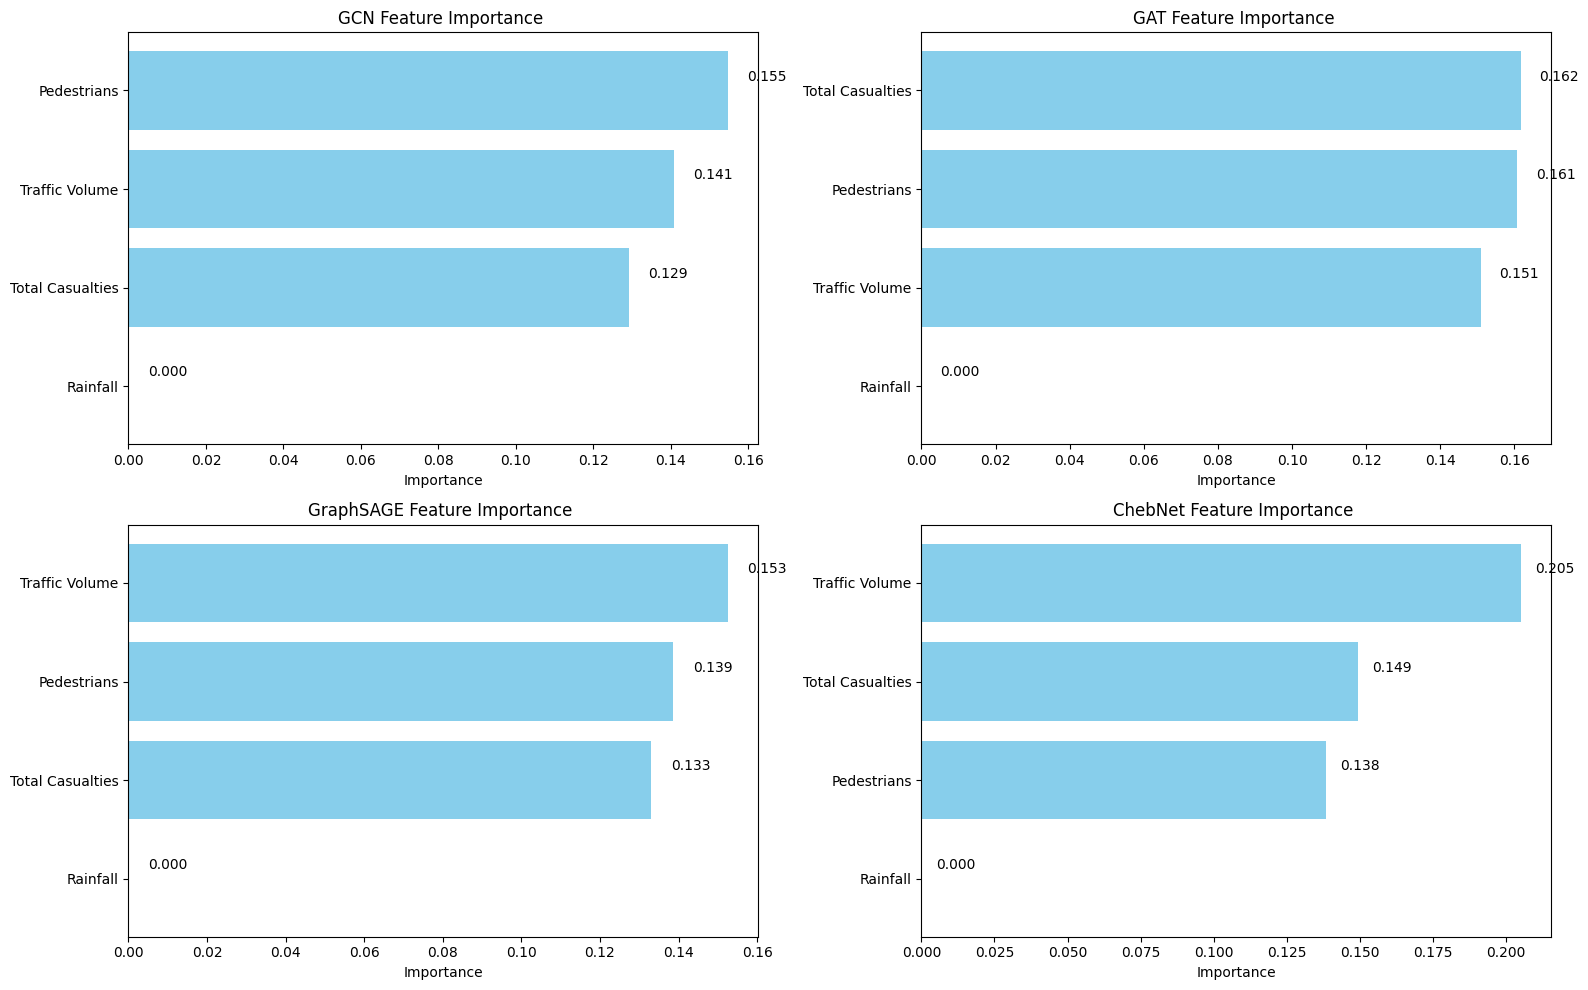 GCN Feature Importance
Pedestrians
0.155
Traffic Volume
0.141
Total Casualties
0.129
Rainfall
0.000
0.00 0.02 0.04 0.06 0.08 0.10 0.12 0.14 0.16
Importance
GAT Feature Importance
Total Casualties
0.162
Pedestrians
0.161
Traffic Volume
0.151
Rainfall
0.000
0.00 0.02 0.04 0.06 0.08 0.10 0.12 0.14 0.16
Importance
GraphSAGE Feature Importance
Traffic Volume
0.153
Pedestrians
0.139
Total Casualties
0.133
Rainfall
0.000
0.00 0.02 0.04 0.06 0.08 0.10 0.12 0.14 0.16
Importance
ChebNet Feature Importance
Traffic Volume
0.205
Total Casualties
0.149
Pedestrians
0.138
Rainfall
0.000
0.000 0.025 0.050 0.075 0.100 0.125 0.150 0.175 0.200
Importance